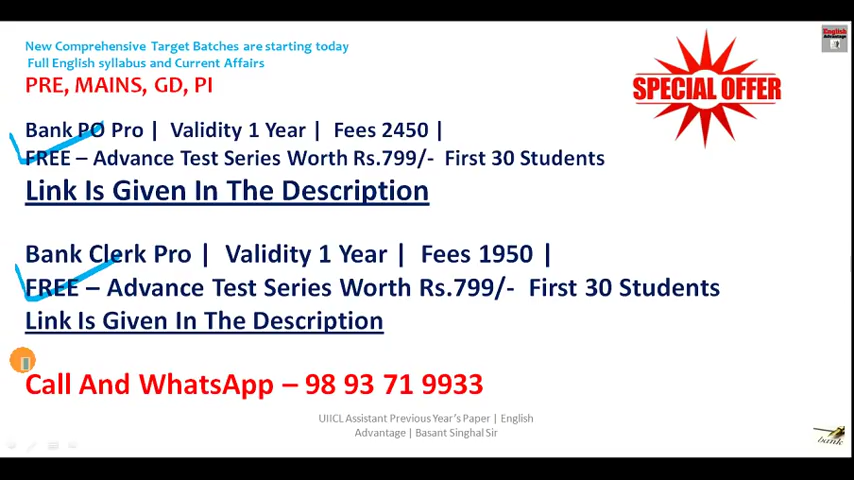 New Comprehensive Target Batches are starting today
Full English syllabus and Current Affairs
PRE, MAINS, GD, PI
SPECIAL OFFER
English
Advantage
Bank PO Pro | Validity 1 Year | Fees 2450 |
FREE – Advance Test Series Worth Rs.799/- First 30 Students
Link Is Given In The Description
Bank Clerk Pro | Validity 1 Year | Fees 1950 |
FREE – Advance Test Series Worth Rs.799/- First 30 Students
Link Is Given In The Description
Call And WhatsApp – 98 93 71 9933
UIICL Assistant Previous Year's Paper | English
Advantage | Basant Singhal Sir
bank